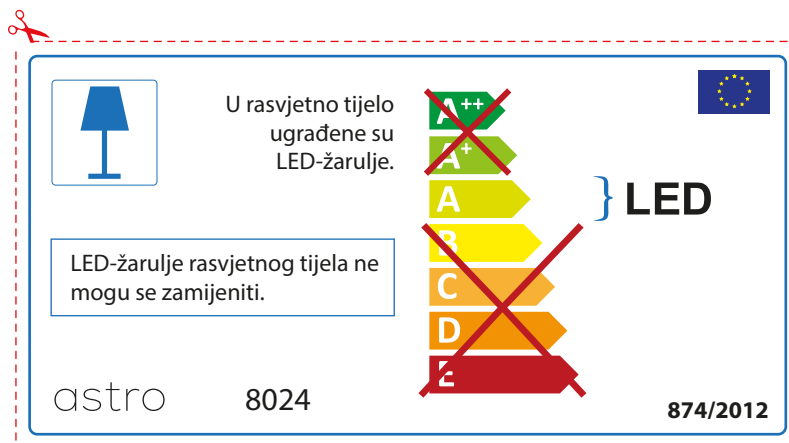 U rasvjetno tijelo
ugrađene su
LED-žarulje.
LED-žarulje rasvjetnog tijela ne
mogu se zamijeniti.
A++
A+
A
B
C
D
E
LED
astro
8024
874/2012